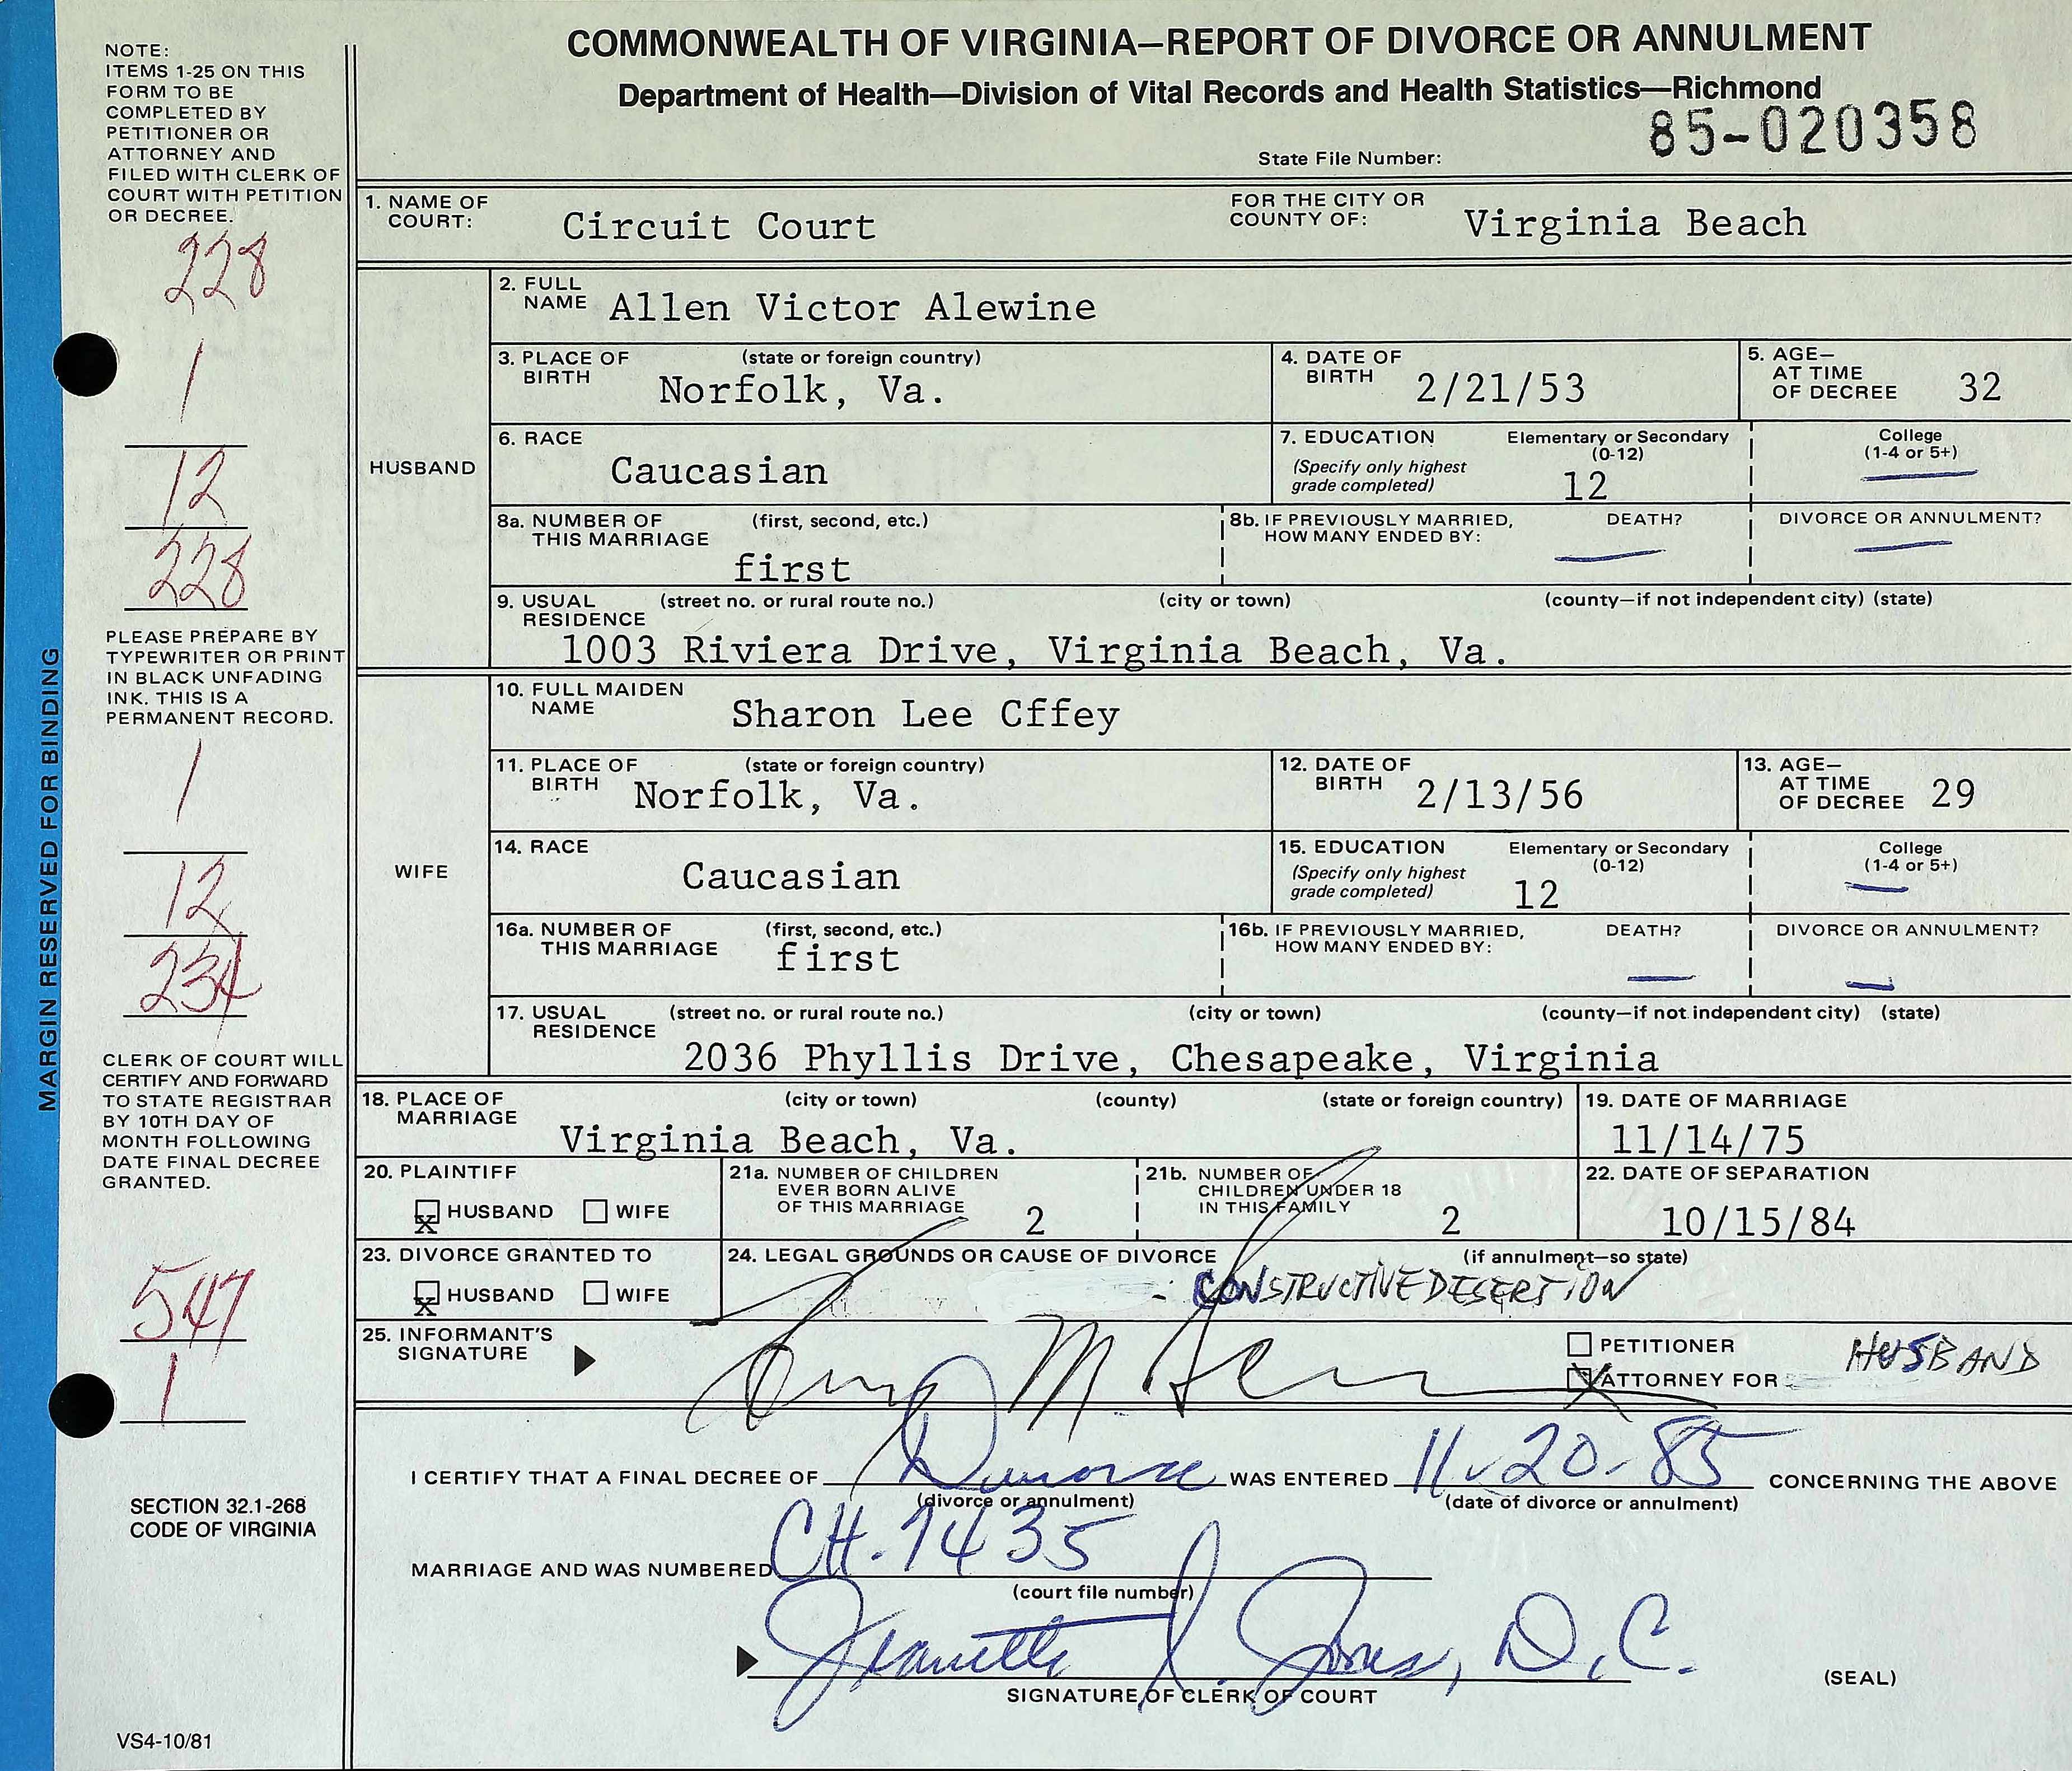 COMMONWEALTH OF VIRGINIA—REPORT OF DIVORCE OR ANNULMENT
Department of Health—Division of Vital Records and Health Statistics—Richmond
85-020358
State File Number:
NOTE:
ITEMS 1-25 ON THIS
FORM TO BE
COMPLETED BY
PETITIONER OR
ATTORNEY AND
FILED WITH CLERK OF
COURT WITH PETITION
OR DECREE.
228
1
12
228
PLEASE PREPARE BY
TYPEWRITER OR PRINT
IN BLACK UNFADING
INK. THIS IS A
PERMANENT RECORD.
1
12
234
CLERK OF COURT WILL
CERTIFY AND FORWARD
TO STATE REGISTRAR
BY 10TH DAY OF
MONTH FOLLOWING
DATE FINAL DECREE
GRANTED.
547
1
SECTION 32.1-268
CODE OF VIRGINIA
VS4-10/81
MARGIN RESERVED FOR BINDING
1. NAME OF COURT: Circuit Court FOR THE CITY OR COUNTY OF: Virginia Beach
HUSBAND
2. FULL NAME Allen Victor Alewine
3. PLACE OF BIRTH (state or foreign country) Norfolk, Va.
4. DATE OF BIRTH 2/21/53
5. AGE— AT TIME OF DECREE 32
6. RACE Caucasian
7. EDUCATION (Specify only highest grade completed) Elementary or Secondary (0-12) 12 College (1-4 or 5+) —
8a. NUMBER OF THIS MARRIAGE (first, second, etc.) first
8b. IF PREVIOUSLY MARRIED, HOW MANY ENDED BY: DEATH? — DIVORCE OR ANNULMENT? —
9. USUAL RESIDENCE (street no. or rural route no.) (city or town) (county—if not independent city) (state)
1003 Riviera Drive, Virginia Beach, Va.
WIFE
10. FULL MAIDEN NAME Sharon Lee Cffey
11. PLACE OF BIRTH (state or foreign country) Norfolk, Va.
12. DATE OF BIRTH 2/13/56
13. AGE— AT TIME OF DECREE 29
14. RACE Caucasian
15. EDUCATION (Specify only highest grade completed) Elementary or Secondary (0-12) 12 College (1-4 or 5+) —
16a. NUMBER OF THIS MARRIAGE (first, second, etc.) first
16b. IF PREVIOUSLY MARRIED, HOW MANY ENDED BY: DEATH? — DIVORCE OR ANNULMENT? —
17. USUAL RESIDENCE (street no. or rural route no.) (city or town) (county—if not independent city) (state)
2036 Phyllis Drive, Chesapeake, Virginia
18. PLACE OF MARRIAGE (city or town) (county) (state or foreign country)
Virginia Beach, Va.
19. DATE OF MARRIAGE
11/14/75
20. PLAINTIFF
X HUSBAND WIFE
21a. NUMBER OF CHILDREN EVER BORN ALIVE OF THIS MARRIAGE 2
21b. NUMBER OF CHILDREN UNDER 18 IN THIS FAMILY 2
22. DATE OF SEPARATION
10/15/84
23. DIVORCE GRANTED TO
X HUSBAND WIFE
24. LEGAL GROUNDS OR CAUSE OF DIVORCE (if annulment—so state)
- CONSTRUCTIVE DESERTION
25. INFORMANT'S SIGNATURE
PETITIONER
X ATTORNEY FOR HUSBAND
I CERTIFY THAT A FINAL DECREE OF Divorce WAS ENTERED 11-20-85 CONCERNING THE ABOVE
(divorce or annulment) (date of divorce or annulment)
MARRIAGE AND WAS NUMBERED CH. 1435
(court file number)
Jeanette Jones, D.C.
SIGNATURE OF CLERK OF COURT (SEAL)